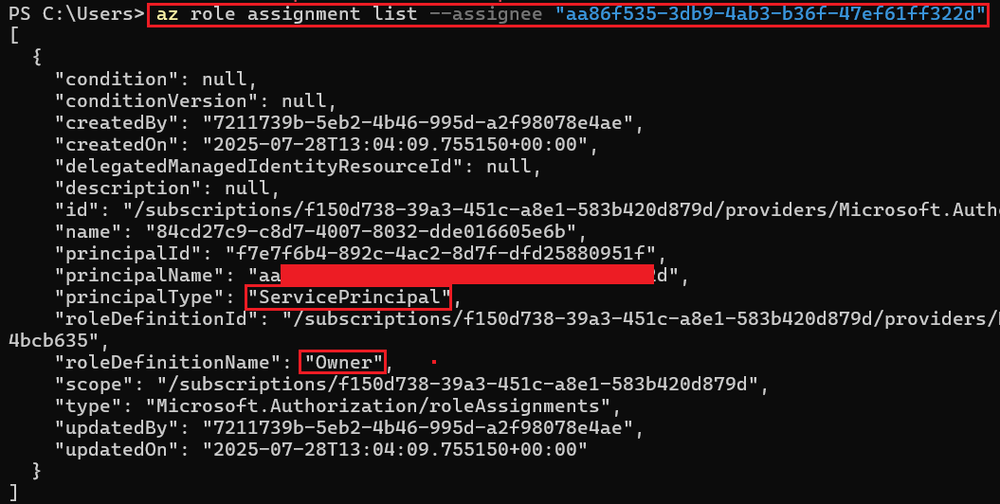 PS C:\Users> az role assignment list --assignee "aa86f535-3db9-4ab3-b36f-47ef61ff322d"
[
  {
    "condition": null,
    "conditionVersion": null,
    "createdBy": "7211739b-5eb2-4b46-995d-a2f98078e4ae",
    "createdOn": "2025-07-28T13:04:09.755150+00:00",
    "delegatedManagedIdentityResourceId": null,
    "description": null,
    "id": "/subscriptions/f150d738-39a3-451c-a8e1-583b420d879d/providers/Microsoft.Autho
    "name": "84cd27c9-c8d7-4007-8032-dde016605e6b",
    "principalId": "f7e7f6b4-892c-4ac2-8d7f-dfd25880951f",
    "principalName": "aa d",
    "principalType": "ServicePrincipal",
    "roleDefinitionId": "/subscriptions/f150d738-39a3-451c-a8e1-583b420d879d/providers/
4bcb635",
    "roleDefinitionName": "Owner",
    "scope": "/subscriptions/f150d738-39a3-451c-a8e1-583b420d879d",
    "type": "Microsoft.Authorization/roleAssignments",
    "updatedBy": "7211739b-5eb2-4b46-995d-a2f98078e4ae",
    "updatedOn": "2025-07-28T13:04:09.755150+00:00"
  }
]